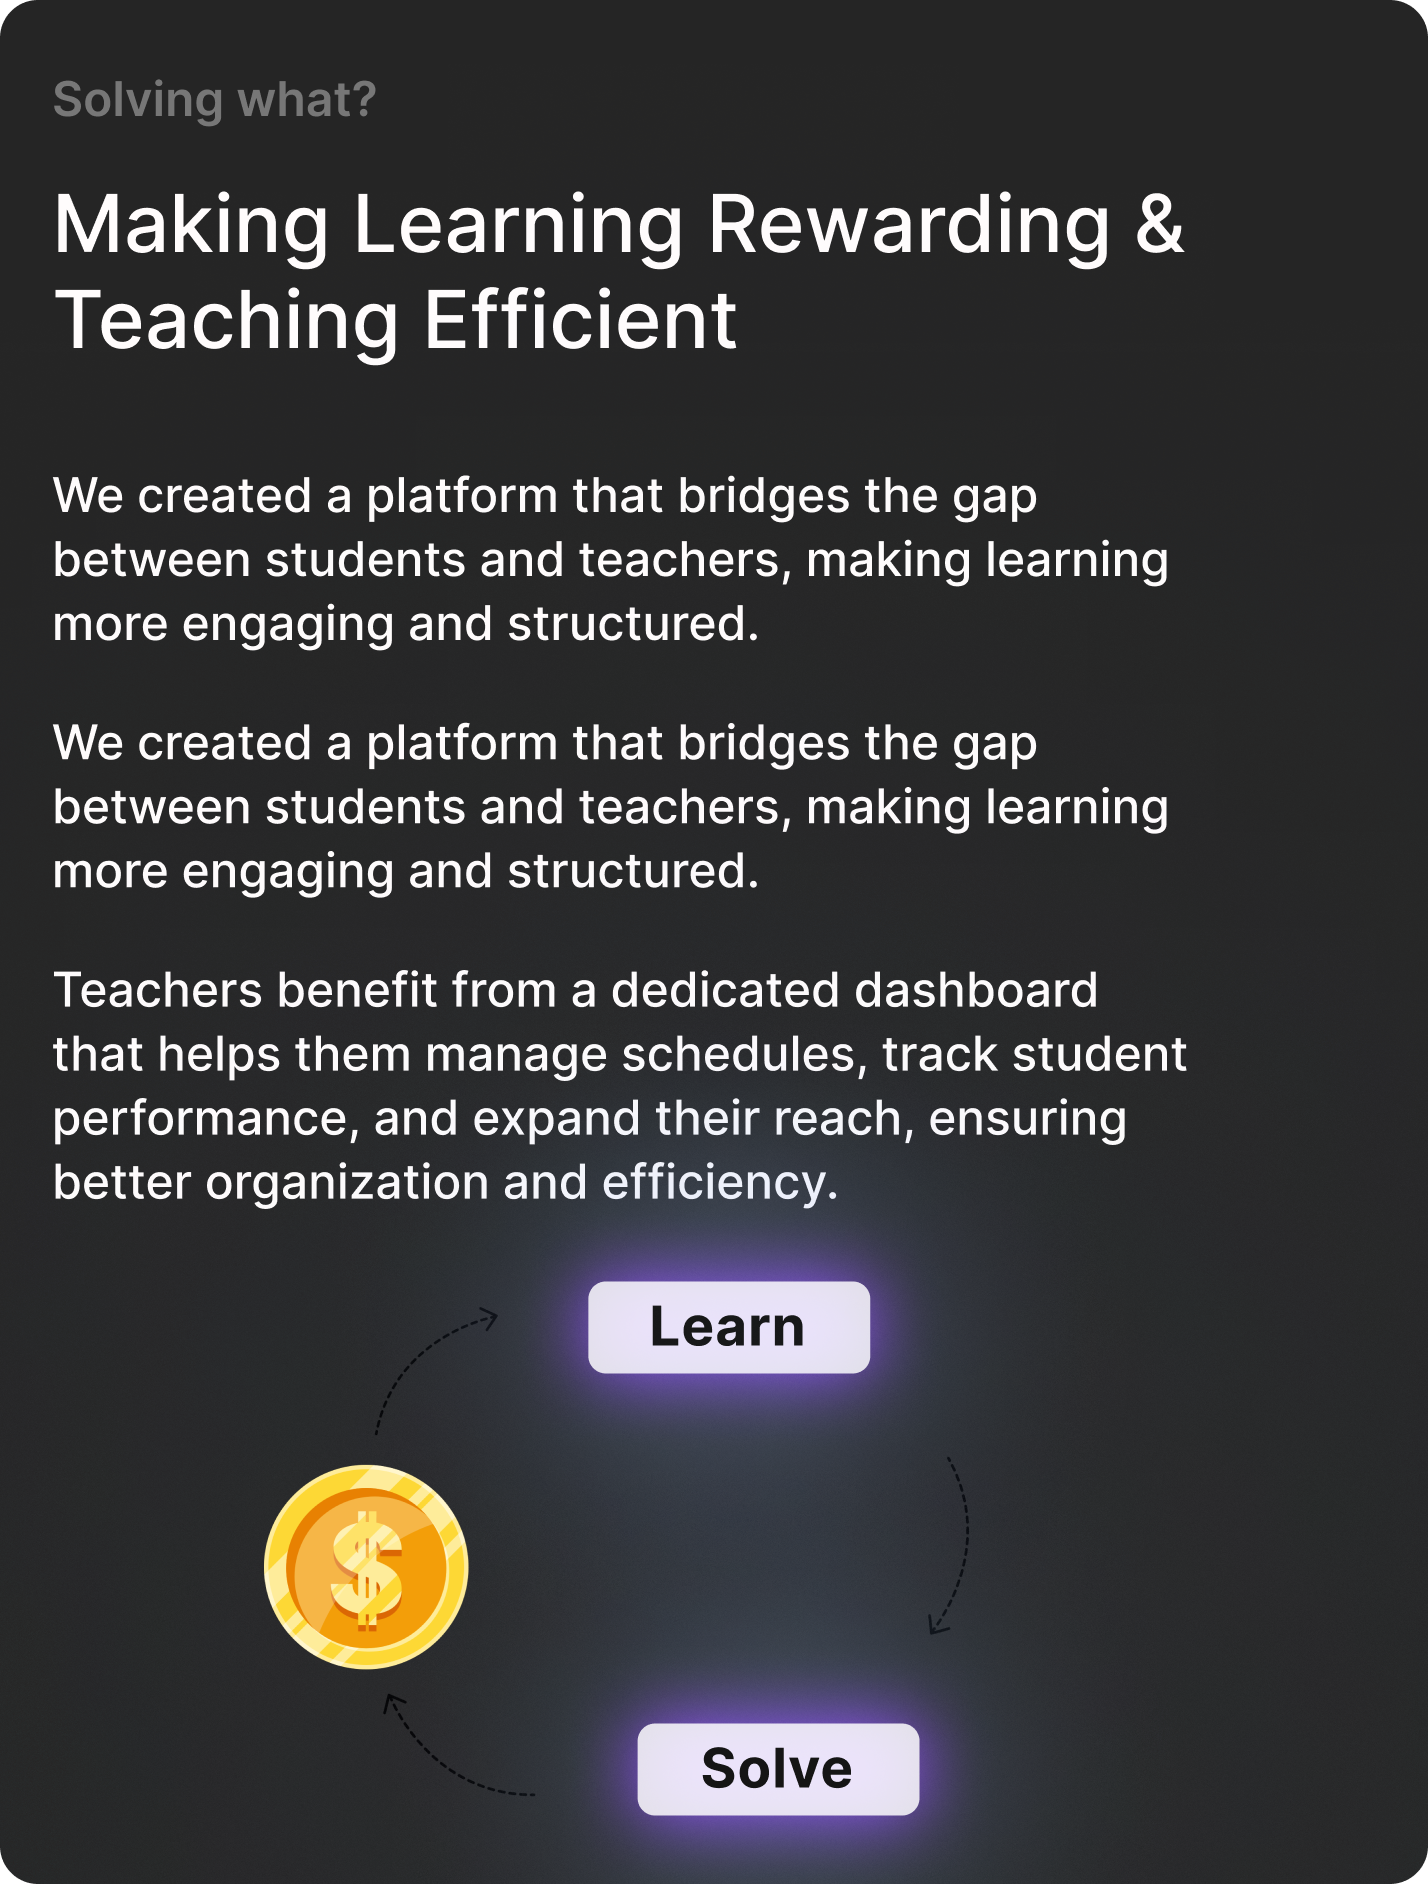 Solving what?
Making Learning Rewarding &
Teaching Efficient
We created a platform that bridges the gap
between students and teachers, making learning
more engaging and structured.
We created a platform that bridges the gap
between students and teachers, making learning
more engaging and structured.
Teachers benefit from a dedicated dashboard
that helps them manage schedules, track student
performance, and expand their reach, ensuring
better organization and efficiency.
Learn
$
Solve